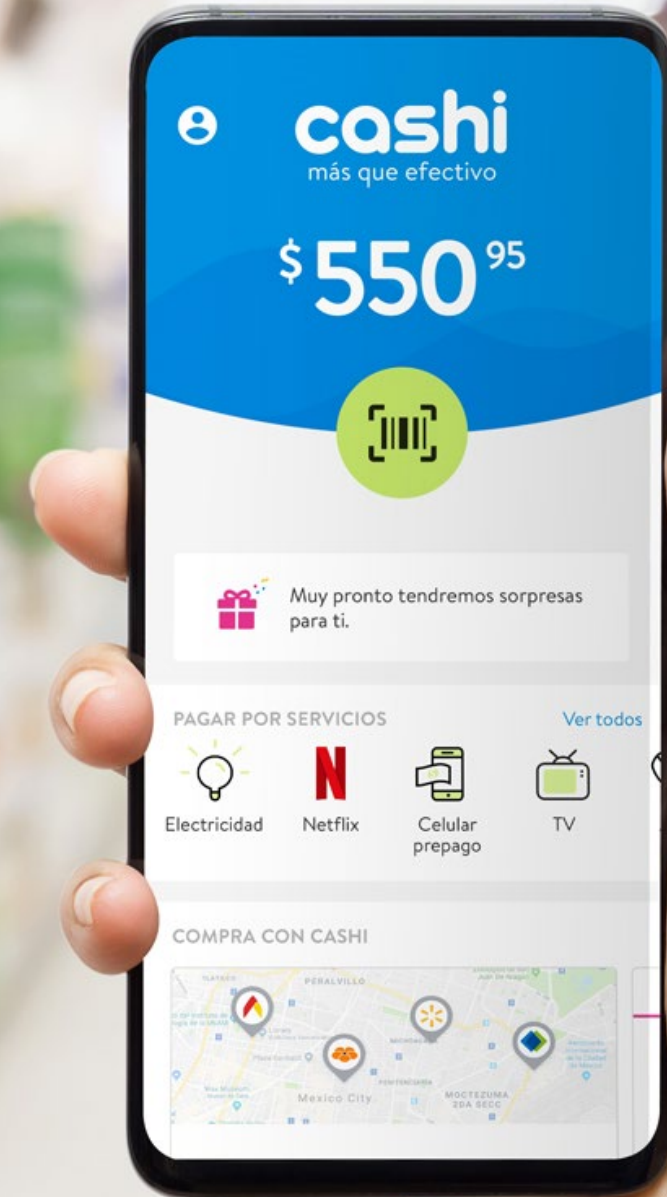 cashi
más que efectivo
$550 95
Muy pronto tendremos sorpresas
para ti.
PAGAR POR SERVICIOS
Ver todos
Electricidad
Netflix
Celular
prepago
TV
COMPRA CON CASHI
PERALVILLO
Mexico City
MOCTEZUMA
2DA SECC